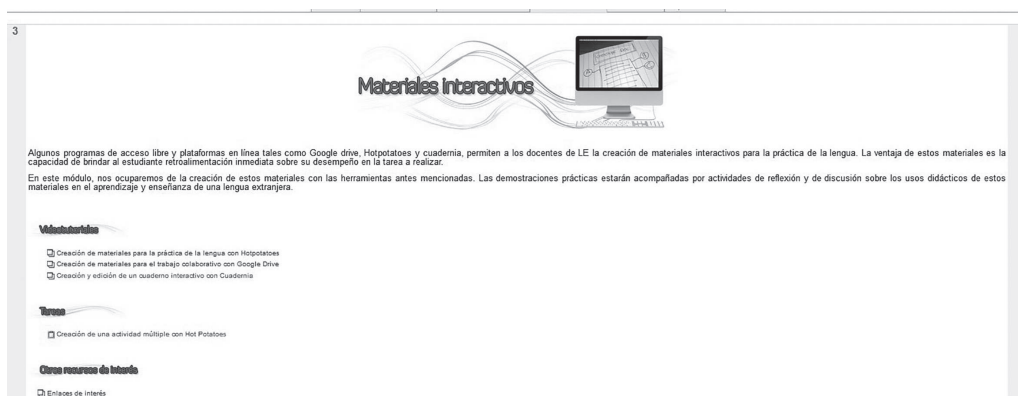 3
Materiales interactivos
Algunos programas de acceso libre y plataformas en línea tales como Google drive, Hotpotatoes y cuadernia, permiten a los docentes de LE la creación de materiales interactivos para la práctica de la lengua. La ventaja de estos materiales es la
capacidad de brindar al estudiante retroalimentación inmediata sobre su desempeño en la tarea a realizar.
En este módulo, nos ocuparemos de la creación de estos materiales con las herramientas antes mencionadas. Las demostraciones prácticas estarán acompañadas por actividades de reflexión y de discusión sobre los usos didácticos de estos
materiales en el aprendizaje y enseñanza de una lengua extranjera.
Videotutoriales
Creación de materiales para la práctica de la lengua con Hotpotatoes
Creación de materiales para el trabajo colaborativo con Google Drive
Creación y edición de un cuaderno interactivo con Cuadernia
Tareas
Creación de una actividad múltiple con Hot Potatoes
Otros recursos de interés
Enlaces de interés